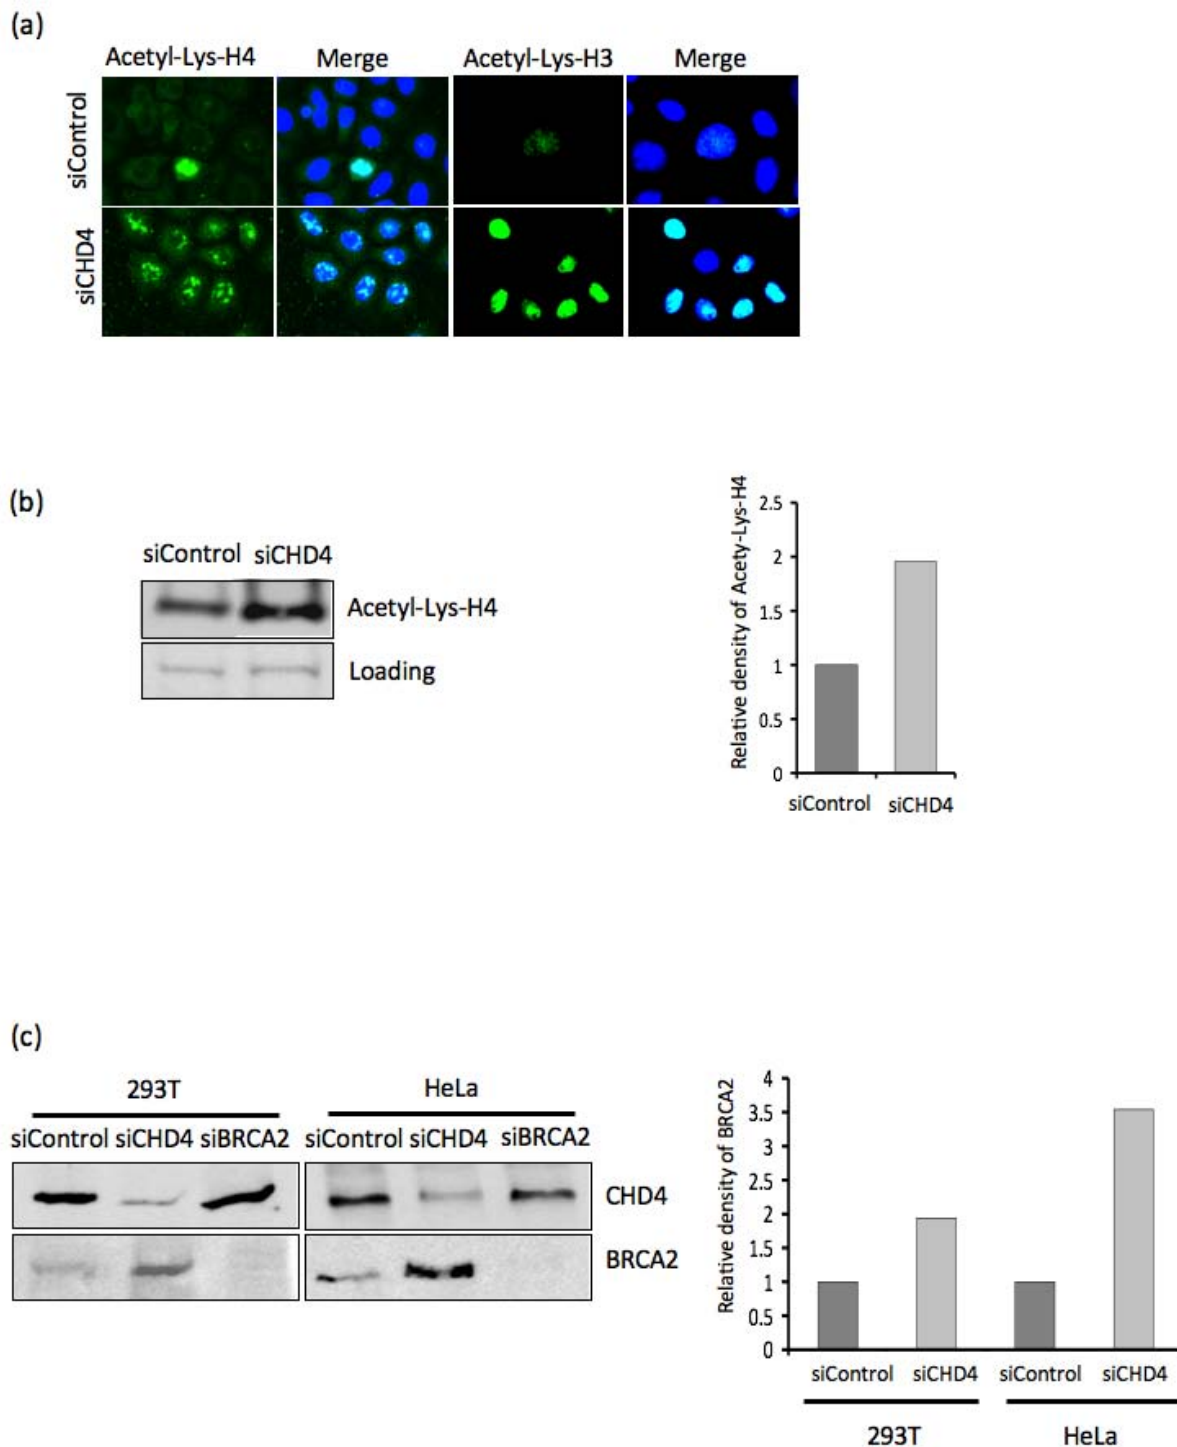 (a)
Acetyl-Lys-H4 Merge Acetyl-Lys-H3 Merge
siControl
siCHD4
(b)
siControl siCHD4
Acetyl-Lys-H4
Loading
Relative density of Acety-Lys-H4
2.5
2
1.5
1
0.5
0
siControl siCHD4
(c)
293T HeLa
siControl siCHD4 siBRCA2 siControl siCHD4 siBRCA2
CHD4
BRCA2
Relative density of BRCA2
4
3.5
3
2.5
2
1.5
1
0.5
0
siControl siCHD4 siControl siCHD4
293T HeLa